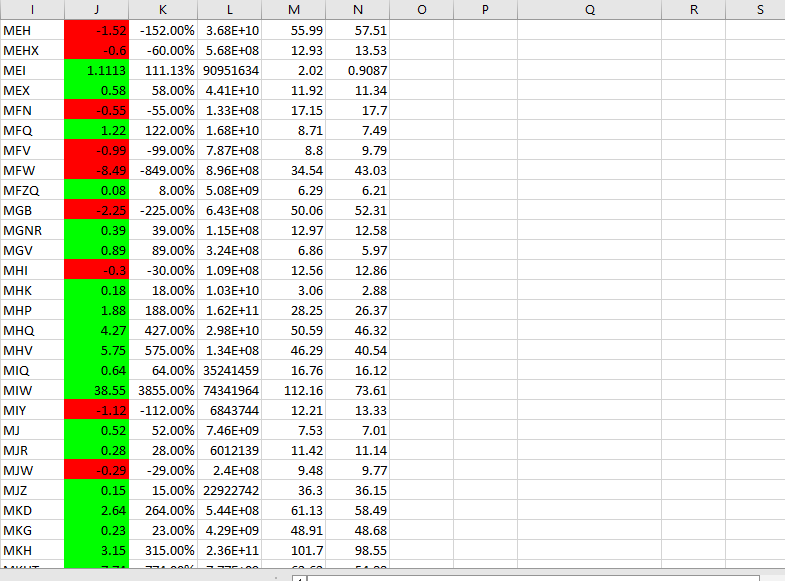 I J K L M N O P Q R S
MEH -1.52 -152.00% 3.68E+10 55.99 57.51
MEHX -0.6 -60.00% 5.68E+08 12.93 13.53
MEI 1.1113 111.13% 90951634 2.02 0.9087
MEX 0.58 58.00% 4.41E+10 11.92 11.34
MFN -0.55 -55.00% 1.33E+08 17.15 17.7
MFQ 1.22 122.00% 1.68E+10 8.71 7.49
MFV -0.99 -99.00% 7.87E+08 8.8 9.79
MFW -8.49 -849.00% 8.96E+08 34.54 43.03
MFZQ 0.08 8.00% 5.08E+09 6.29 6.21
MGB -2.25 -225.00% 6.43E+08 50.06 52.31
MGNR 0.39 39.00% 1.15E+08 12.97 12.58
MGV 0.89 89.00% 3.24E+08 6.86 5.97
MHI -0.3 -30.00% 1.09E+08 12.56 12.86
MHK 0.18 18.00% 1.03E+10 3.06 2.88
MHP 1.88 188.00% 1.62E+11 28.25 26.37
MHQ 4.27 427.00% 2.98E+10 50.59 46.32
MHV 5.75 575.00% 1.34E+08 46.29 40.54
MIQ 0.64 64.00% 35241459 16.76 16.12
MIW 38.55 3855.00% 74341964 112.16 73.61
MIY -1.12 -112.00% 6843744 12.21 13.33
MJ 0.52 52.00% 7.46E+09 7.53 7.01
MJR 0.28 28.00% 6012139 11.42 11.14
MJW -0.29 -29.00% 2.4E+08 9.48 9.77
MJZ 0.15 15.00% 22922742 36.3 36.15
MKD 2.64 264.00% 5.44E+08 61.13 58.49
MKG 0.23 23.00% 4.29E+09 48.91 48.68
MKH 3.15 315.00% 2.36E+11 101.7 98.55